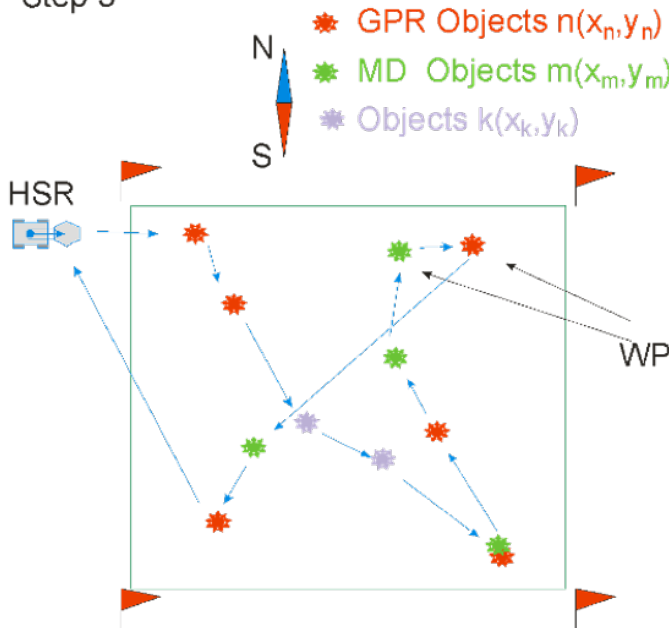 GPR Objects n(xn,yn)
N
MD Objects m(xm,ym)
Objects k(xk,yk)
S
HSR
WP